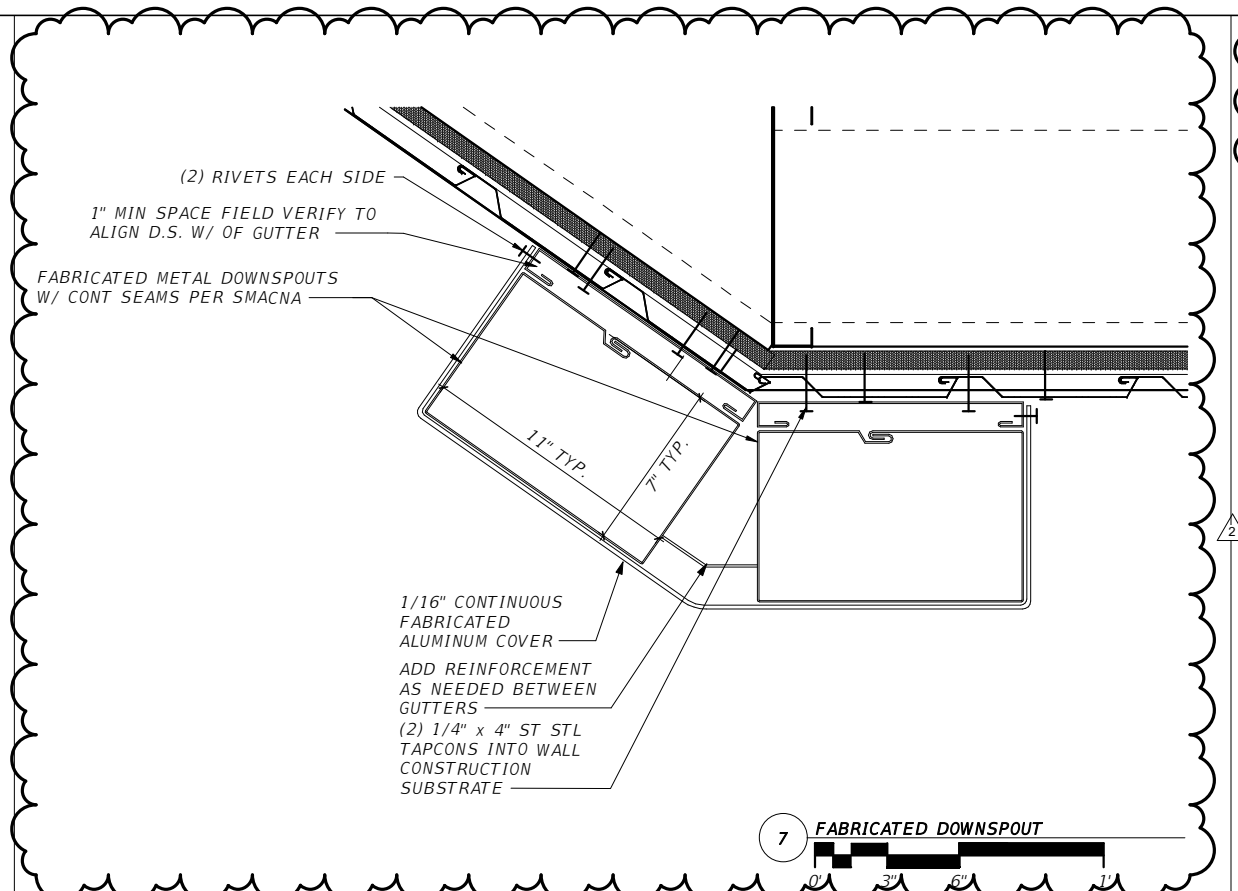 (2) RIVETS EACH SIDE
1" MIN SPACE FIELD VERIFY TO
ALIGN D.S. W/ OF GUTTER
FABRICATED METAL DOWNSPOUTS
W/ CONT SEAMS PER SMACNA
11" TYP.
7" TYP.
2
1/16" CONTINUOUS
FABRICATED
ALUMINUM COVER
ADD REINFORCEMENT
AS NEEDED BETWEEN
GUTTERS
(2) 1/4" x 4" ST STL
TAPCONS INTO WALL
CONSTRUCTION
SUBSTRATE
7
FABRICATED DOWNSPOUT
0' 3" 6" 1'